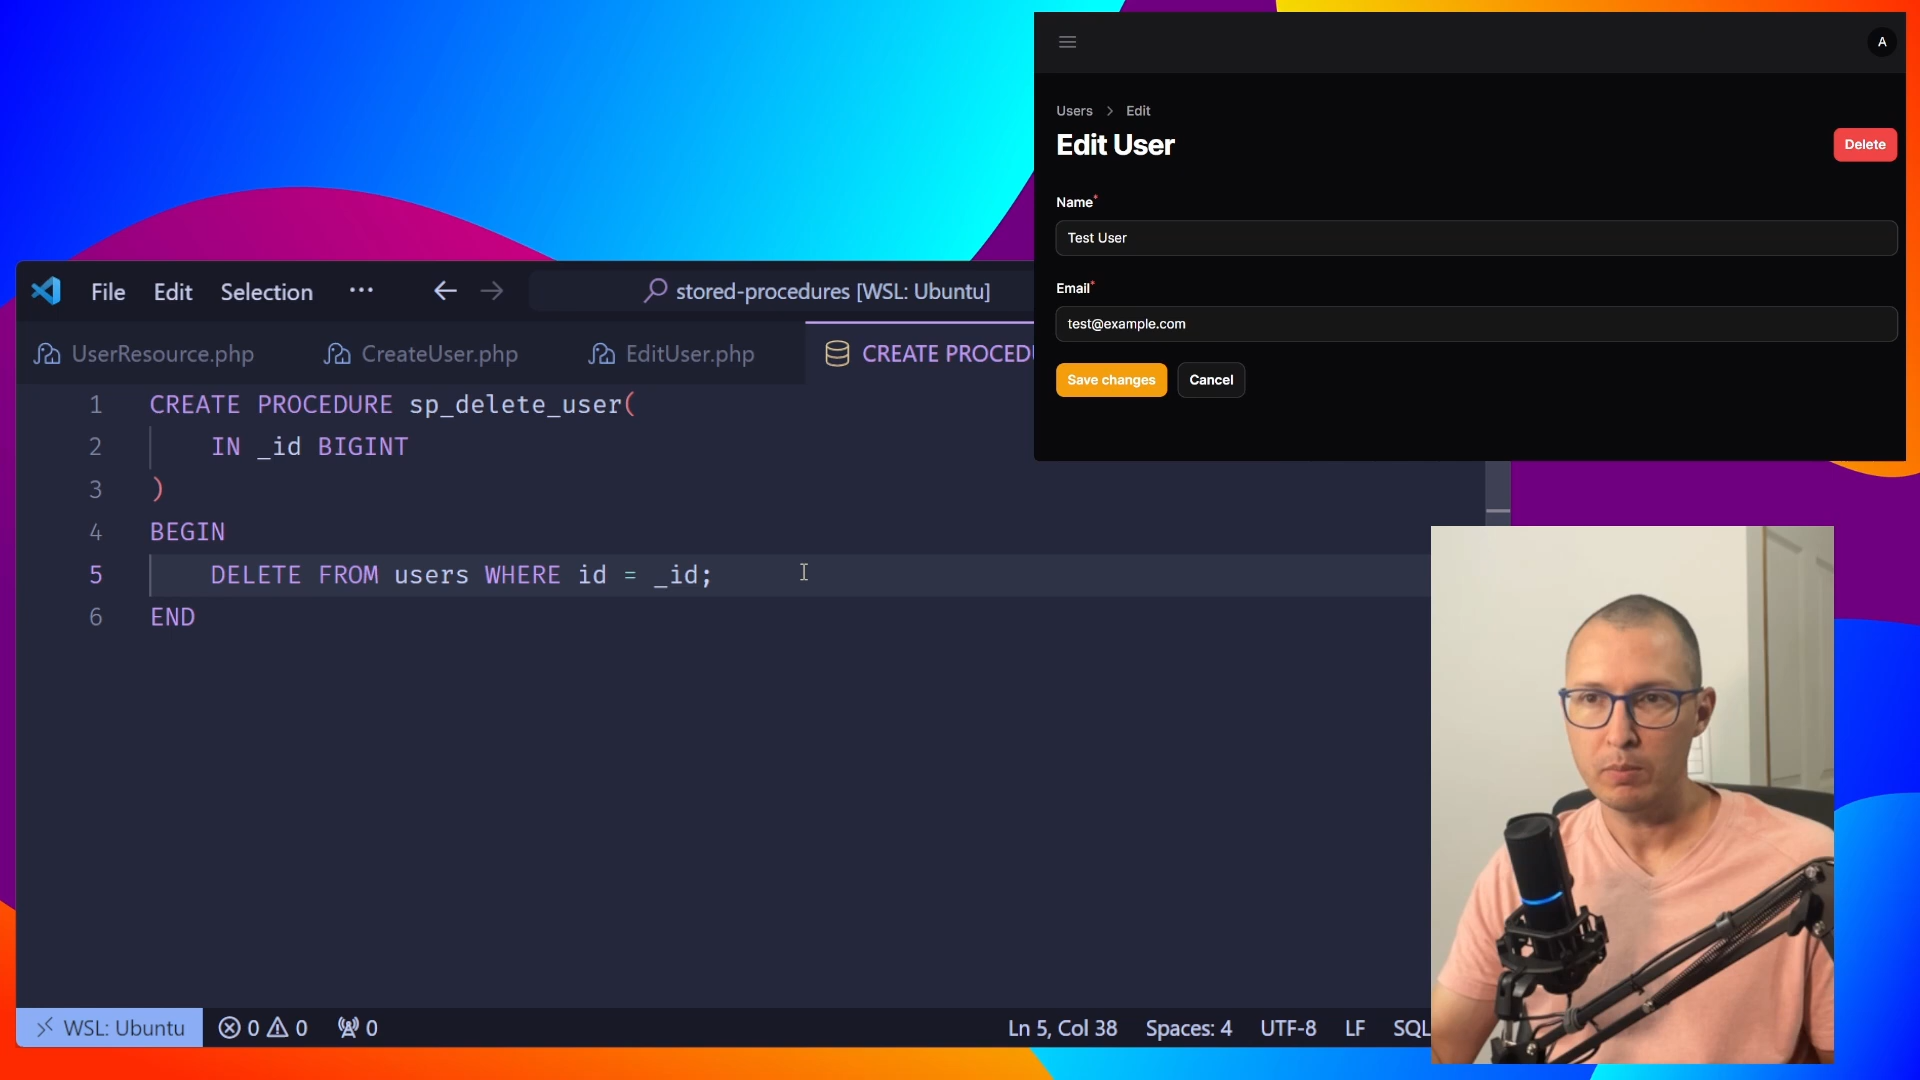 A
Users > Edit
Edit User
Delete
Name*
Test User
Email*
test@example.com
Save changes
Cancel
File Edit Selection ···
stored-procedures [WSL: Ubuntu]
UserResource.php
CreateUser.php
EditUser.php
CREATE PROCEDU
1 CREATE PROCEDURE sp_delete_user(
2 IN _id BIGINT
3 )
4 BEGIN
5 DELETE FROM users WHERE id = _id;
6 END
WSL: Ubuntu 0 0 0 Ln 5, Col 38 Spaces: 4 UTF-8 LF SQL